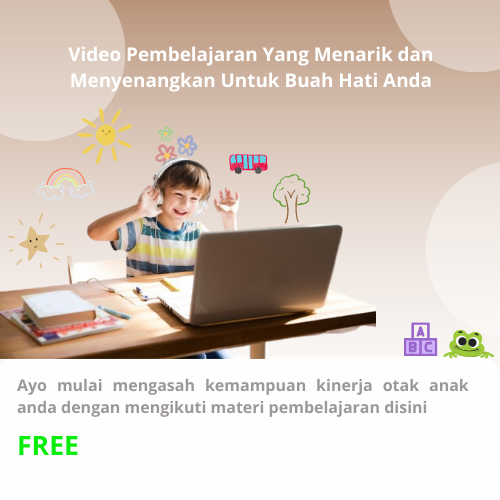 Video Pembelajaran Yang Menarik dan
Menyenangkan Untuk Buah Hati Anda
A
B C
Ayo mulai mengasah kemampuan kinerja otak anak
anda dengan mengikuti materi pembelajaran disini
FREE